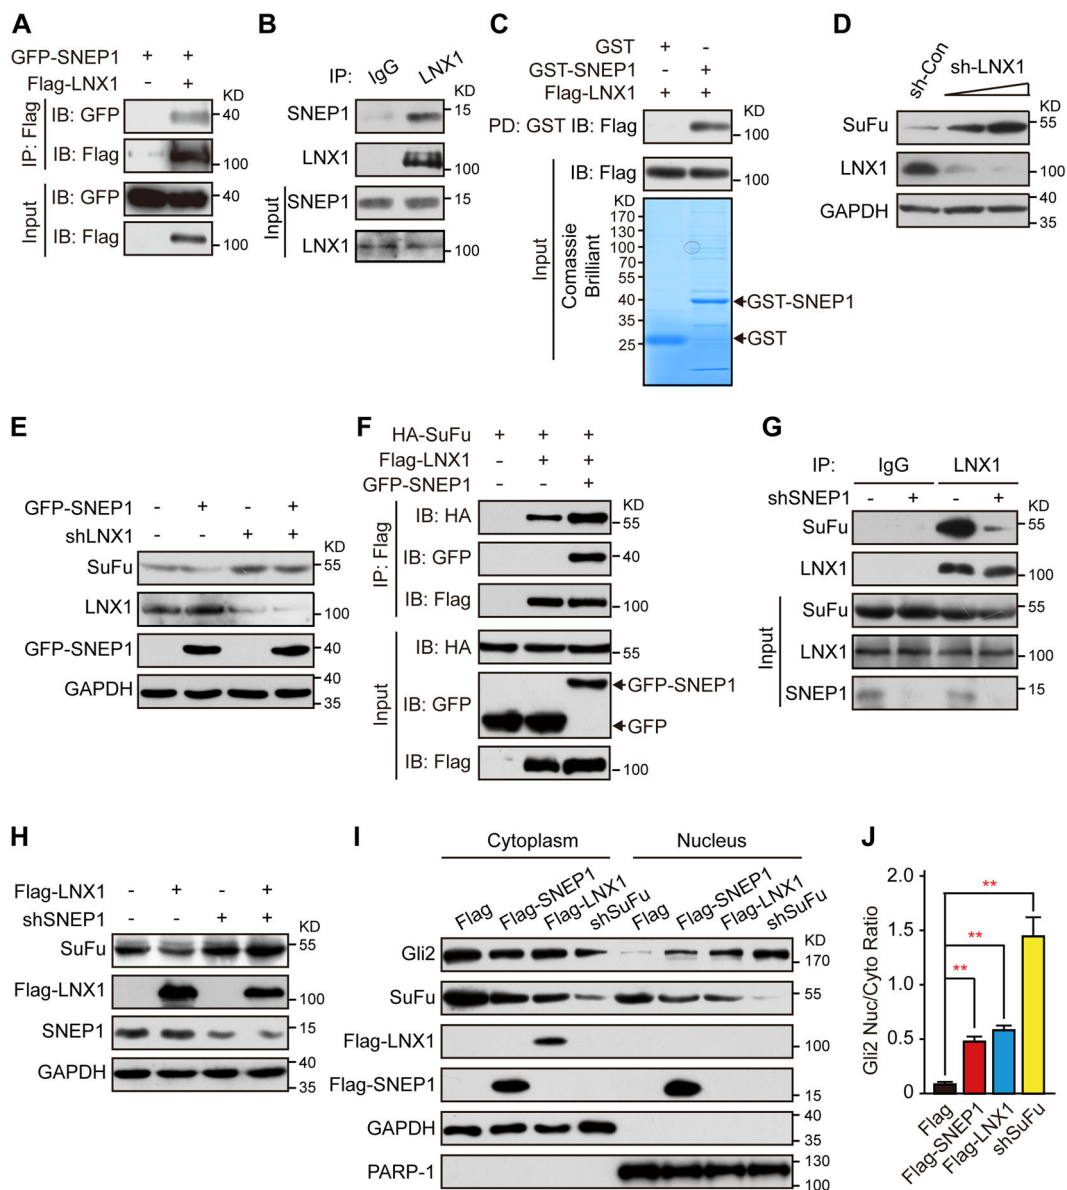 A
GFP-SNEP1 + +
Flag-LNX1 - +
KD
IP: Flag
IB: GFP 40
IB: Flag 100
Input
IB: GFP 40
IB: Flag 100
B
IP: IgG LNX1
KD
SNEP1 15
LNX1 100
Input
SNEP1 15
LNX1 100
C
GST + -
GST-SNEP1 - +
Flag-LNX1 + +
KD
PD: GST IB: Flag 100
Input
IB: Flag 100
Comassie
Brilliant
KD
170
130
100
70
55
40
35
25
GST-SNEP1
GST
D
sh-Con sh-LNX1
KD
SuFu 55
LNX1 100
GAPDH 40
35
E
GFP-SNEP1 - + - +
shLNX1 - - + +
KD
SuFu 55
LNX1 100
GFP-SNEP1 40
GAPDH 40
35
F
HA-SuFu + + +
Flag-LNX1 - + +
GFP-SNEP1 - - +
KD
IP: Flag
IB: HA 55
IB: GFP 40
IB: Flag 100
Input
IB: HA 55
IB: GFP
GFP-SNEP1
GFP
IB: Flag 100
G
IP: IgG LNX1
shSNEP1 - + - +
KD
SuFu 55
LNX1 100
Input
SuFu 55
LNX1 100
SNEP1 15
H
Flag-LNX1 - + - +
shSNEP1 - - + +
KD
SuFu 55
Flag-LNX1 100
SNEP1 15
GAPDH 40
35
I
Cytoplasm Nucleus
Flag Flag-SNEP1 Flag-LNX1 shSuFu Flag Flag-SNEP1 Flag-LNX1 shSuFu
KD
Gli2 170
SuFu 55
Flag-LNX1 100
Flag-SNEP1 15
GAPDH 40
35
PARP-1 130
100
J
Gli2 Nuc/Cyto Ratio
2.0
1.5
1.0
0.5
0
**
**
**
Flag
Flag-SNEP1
Flag-LNX1
shSuFu